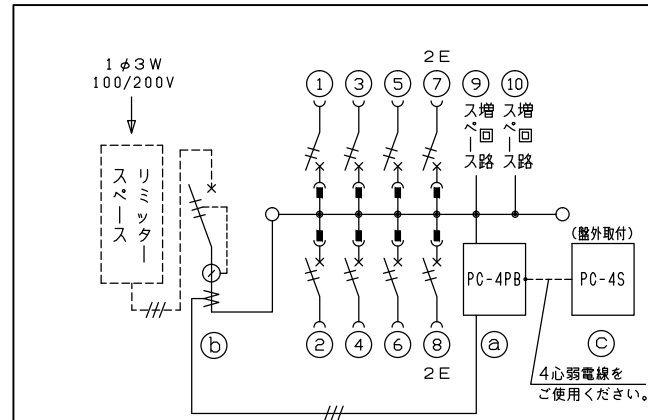 1φ3W
100/200V
リミッター
スペース
2E
① ③ ⑤ ⑦ ⑨ ⑩
増回路
スペース
増回路
スペース
(盤外取付)
PC-4PB
PC-4S
ⓑ
② ④ ⑥ ⑧
ⓐ
ⓒ
2E
4心弱電線を
ご使用ください。